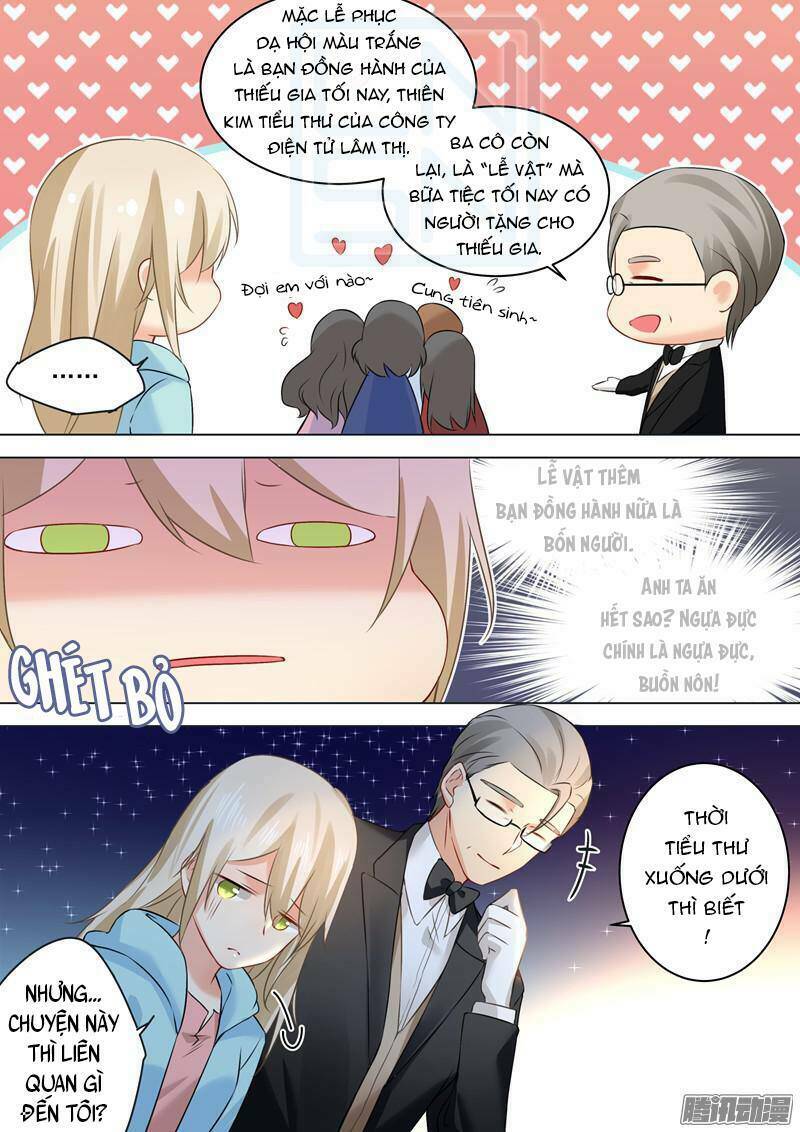 MẶC LỄ PHỤC
DẠ HỘI MÀU TRẮNG
LÀ BẠN ĐỒNG HÀNH CỦA
THIẾU GIA TỐI NAY, THIÊN
KIM TIỂU THƯ CỦA CÔNG TY
ĐIỆN TỬ LÂM THỊ.
BA CÔ CÒN
LẠI, LÀ “LỄ VẬT” MÀ
BỮA TIỆC TỐI NAY CÓ
NGƯỜI TẶNG CHO
THIẾU GIA.
Đợi em với nào~
Cung tiên
sinh~
......
LỄ VẬT THÊM
BẠN ĐỒNG HÀNH NỮA LÀ
BỐN NGƯỜI.
ANH TA ĂN
HẾT SAO? NGỰA ĐỰC
CHÍNH LÀ NGỰA ĐỰC,
BUỒN NÔN!
GHÉT BỎ
THỜI
TIỂU THƯ
XUỐNG DƯỚI
THÌ BIẾT
!
NHƯNG...
CHUYỆN NÀY
THÌ LIÊN
QUAN GÌ
ĐẾN TÔI?
腾讯动漫